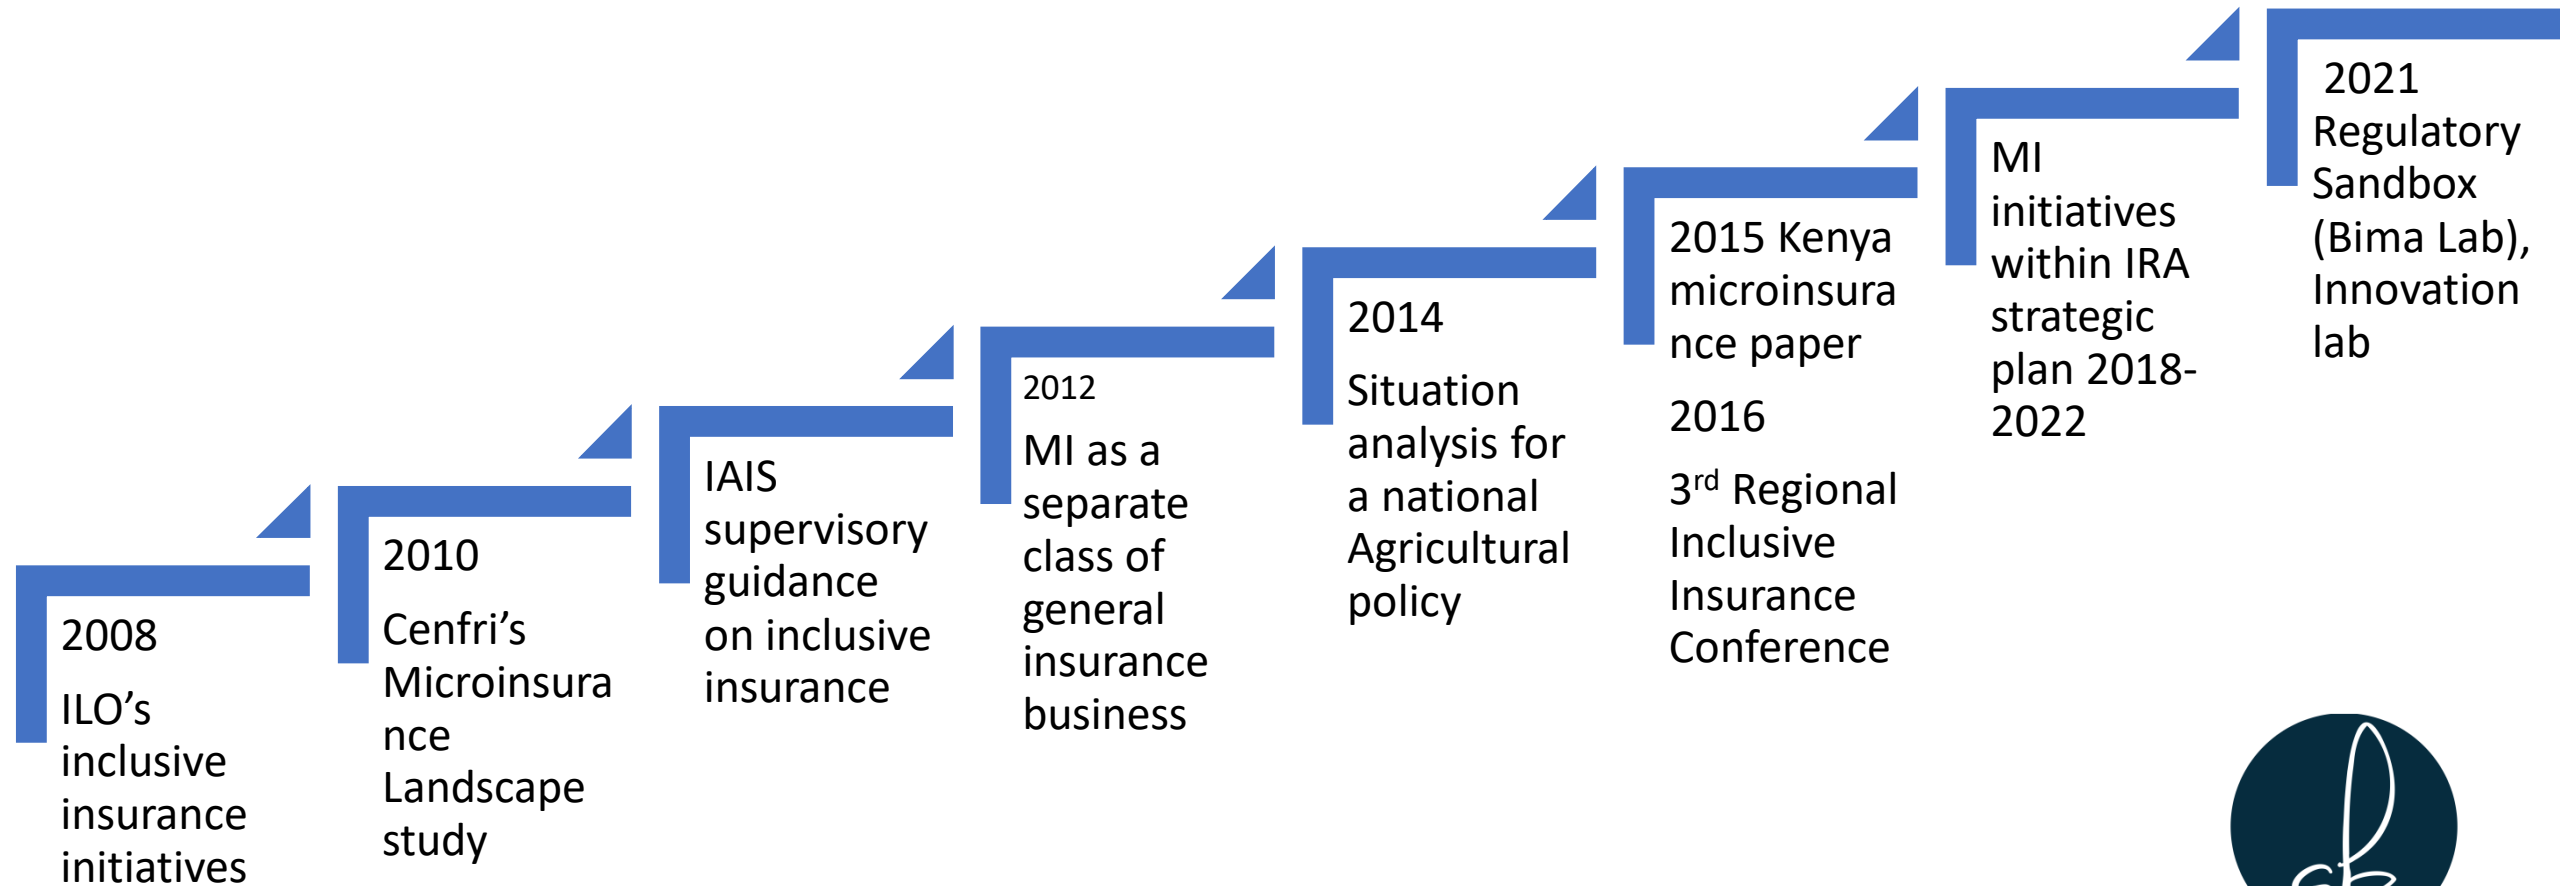 2008
ILO’s
inclusive
insurance
initiatives
2010
Cenfri’s
Microinsura
nce
Landscape
study
IAIS
supervisory
guidance
on inclusive
insurance
2012
MI as a
separate
class of
general
insurance
business
2014
Situation
analysis for
a national
Agricultural
policy
2015 Kenya
microinsura
nce paper
2016
3rd Regional
Inclusive
Insurance
Conference
MI
initiatives
within IRA
strategic
plan 2018-
2022
2021
Regulatory
Sandbox
(Bima Lab),
Innovation
lab